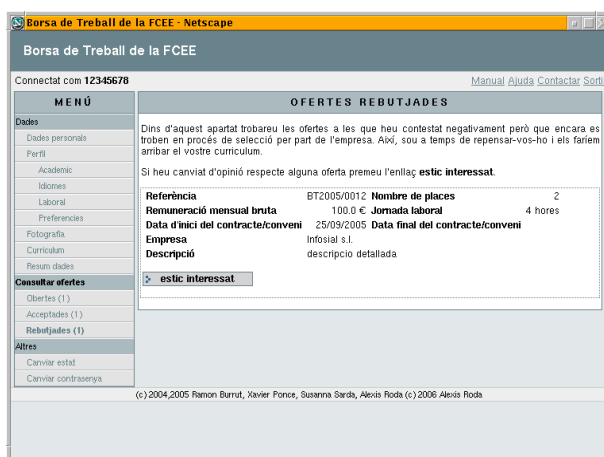 Borsa de Treball de la FCEE - Netscape
Borsa de Treball de la FCEE
Connectat com 12345678
Manual Ajuda Contactar Sorti
MENÚ
Dades
Dades personals
Perfil
Academic
Idiomes
Laboral
Preferencies
Fotografia
Curriculum
Resum dades
Consultar ofertes
Obertes (1)
Acceptades (1)
Rebutjades (1)
Altres
Canviar estat
Canviar contrasenya
OFERTES REBUTJADES
Dins d'aquest apartat trobareu les ofertes a les que heu contestat negativament però que encara es
troben en procés de selecció per part de l'empresa. Així, sou a temps de repensar-vos-ho i els faríem
arribar el vostre curriculum.
Si heu canviat d'opinió respecte alguna oferta premeu l'enllaç estic interessat.
Referència BT2005/0012 Nombre de places 2
Remuneració mensual bruta 100.0 € Jornada laboral 4 hores
Data d'inici del contracte/conveni 25/09/2005 Data final del contracte/conveni
Empresa Infosial s.l.
Descripció descripcio detallada
estic interessat
(c) 2004,2005 Ramon Burrut, Xavier Ponce, Susanna Sarda, Alexis Roda (c) 2006 Alexis Roda